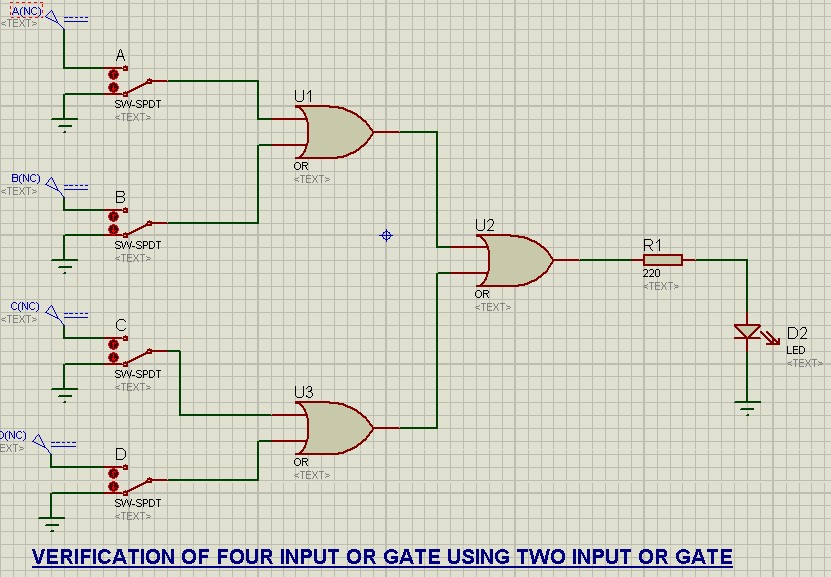 A(NC)
<TEXT>
A
SW-SPDT
<TEXT>
U1
OR
<TEXT>
B(NC)
<TEXT>
B
SW-SPDT
<TEXT>
U2
OR
<TEXT>
R1
220
<TEXT>
C(NC)
<TEXT>
C
SW-SPDT
<TEXT>
D2
LED
<TEXT>
U3
OR
<TEXT>
D(NC)
EXT>
D
SW-SPDT
<TEXT>
VERIFICATION OF FOUR INPUT OR GATE USING TWO INPUT OR GATE